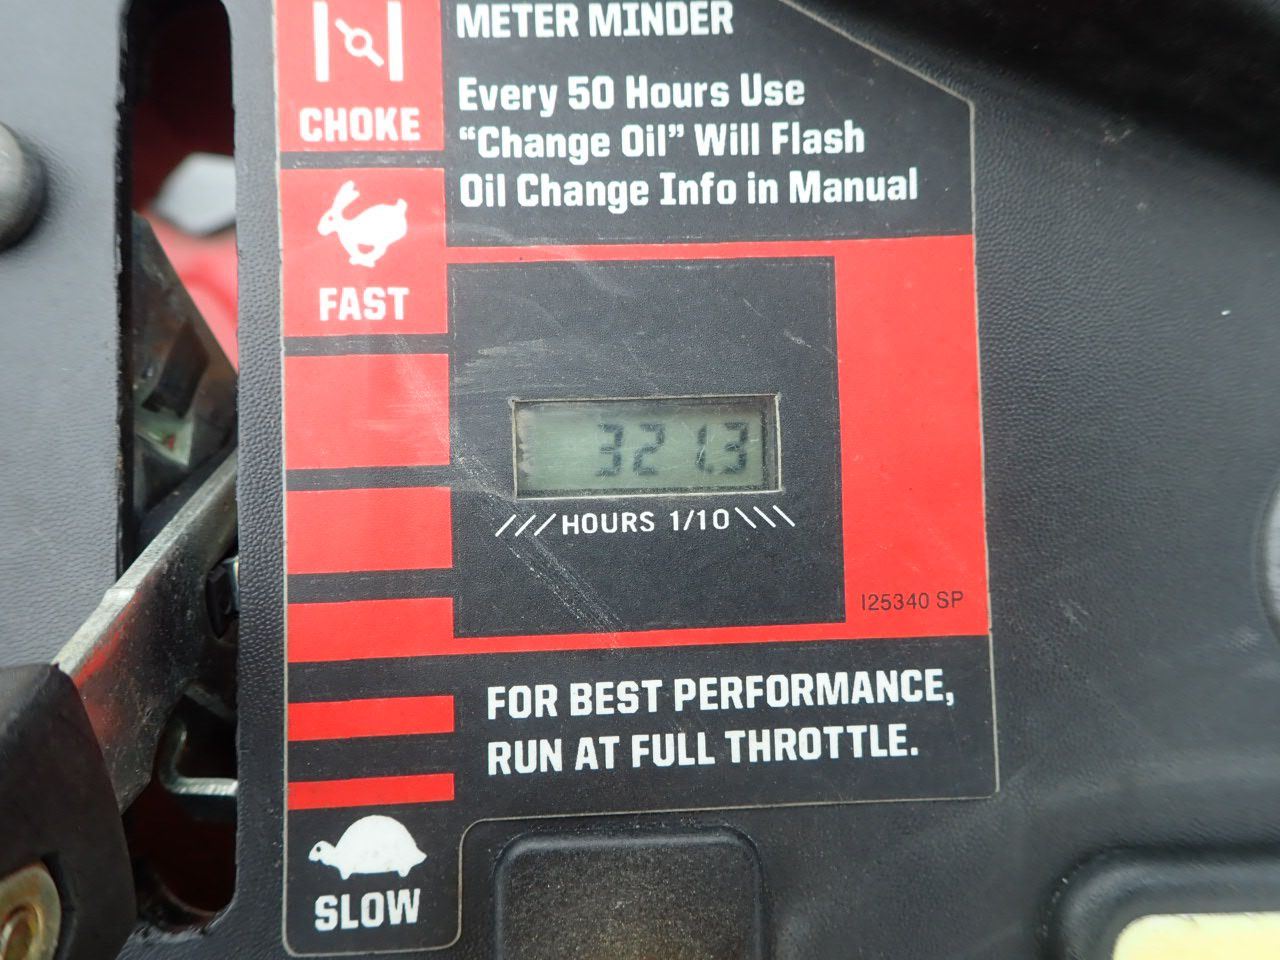 METER MINDER
Every 50 Hours Use
“Change Oil” Will Flash
Oil Change Info in Manual
CHOKE
FAST
321.3
///HOURS 1/10\\\
I25340 SP
FOR BEST PERFORMANCE,
RUN AT FULL THROTTLE.
SLOW